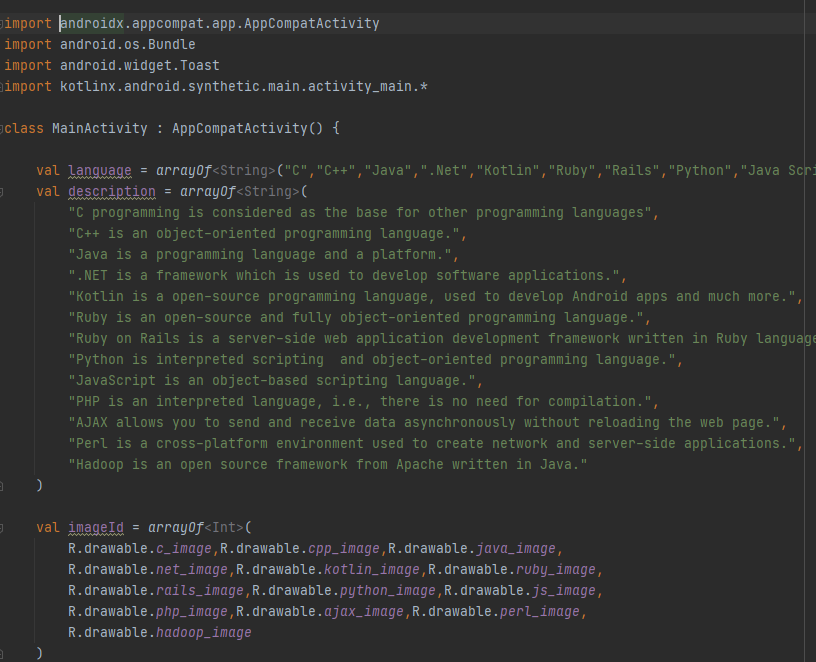 import androidx.appcompat.app.AppCompatActivity
import android.os.Bundle
import android.widget.Toast
import kotlinx.android.synthetic.main.activity_main.*
class MainActivity : AppCompatActivity() {
val language = arrayOf<String>("C","C++","Java",".Net","Kotlin","Ruby","Rails","Python","Java Scri
val description = arrayOf<String>(
"C programming is considered as the base for other programming languages",
"C++ is an object-oriented programming language.",
"Java is a programming language and a platform.",
".NET is a framework which is used to develop software applications.",
"Kotlin is a open-source programming language, used to develop Android apps and much more.",
"Ruby is an open-source and fully object-oriented programming language.",
"Ruby on Rails is a server-side web application development framework written in Ruby language
"Python is interpreted scripting  and object-oriented programming language.",
"JavaScript is an object-based scripting language.",
"PHP is an interpreted language, i.e., there is no need for compilation.",
"AJAX allows you to send and receive data asynchronously without reloading the web page.",
"Perl is a cross-platform environment used to create network and server-side applications.",
"Hadoop is an open source framework from Apache written in Java."
)
val imageId = arrayOf<Int>(
R.drawable.c_image,R.drawable.cpp_image,R.drawable.java_image,
R.drawable.net_image,R.drawable.kotlin_image,R.drawable.ruby_image,
R.drawable.rails_image,R.drawable.python_image,R.drawable.js_image,
R.drawable.php_image,R.drawable.ajax_image,R.drawable.perl_image,
R.drawable.hadoop_image
)